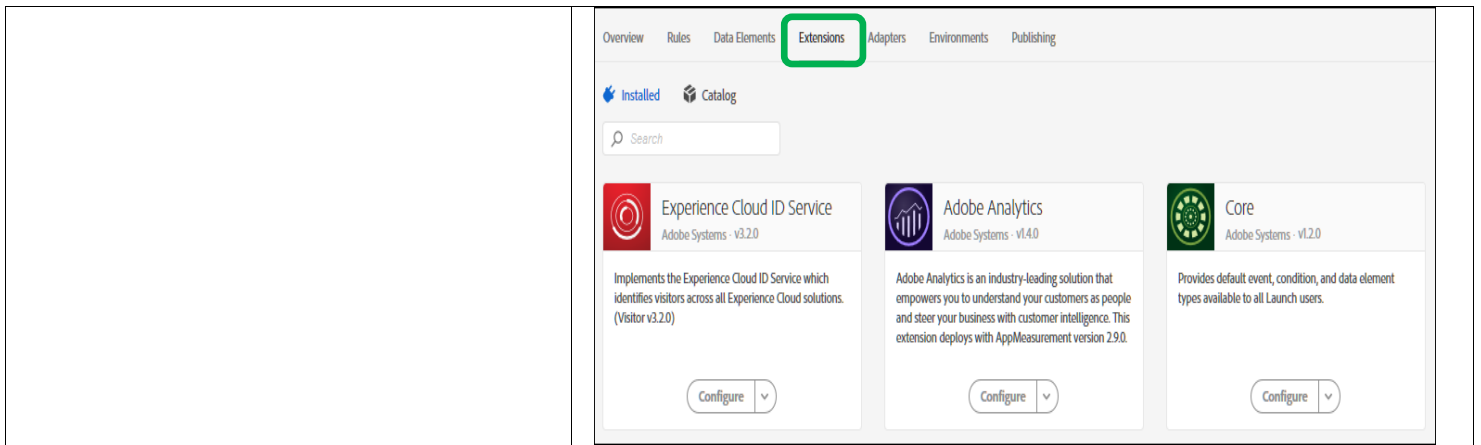 Overview Rules Data Elements Extensions Adapters Environments Publishing
Installed Catalog
Search
Experience Cloud ID Service
Adobe Systems · v3.2.0
Implements the Experience Cloud ID Service which
identifies visitors across all Experience Cloud solutions.
(Visitor v3.2.0)
Configure
Adobe Analytics
Adobe Systems · v1.4.0
Adobe Analytics is an industry-leading solution that
empowers you to understand your customers as people
and steer your business with customer intelligence. This
extension deploys with AppMeasurement version 2.9.0.
Configure
Core
Adobe Systems · v1.2.0
Provides default event, condition, and data element
types available to all Launch users.
Configure